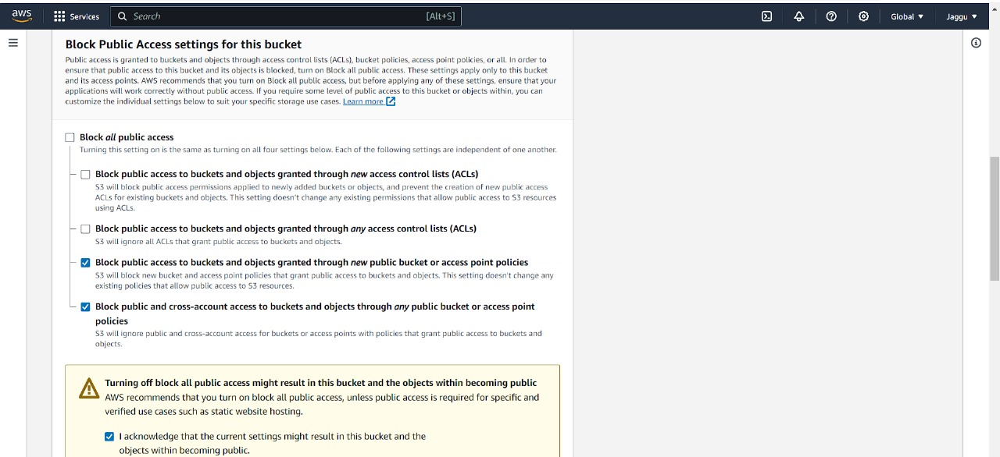 aws
Services
Search
[Alt+S]
Global
Jaggu
Block Public Access settings for this bucket
Public access is granted to buckets and objects through access control lists (ACLs), bucket policies, access point policies, or all. In order to
ensure that public access to this bucket and its objects is blocked, turn on Block all public access. These settings apply only to this bucket
and its access points. AWS recommends that you turn on Block all public access, but before applying any of these settings, ensure that your
applications will work correctly without public access. If you require some level of public access to this bucket or objects within, you can
customize the individual settings below to suit your specific storage use cases. Learn more
Block all public access
Turning this setting on is the same as turning on all four settings below. Each of the following settings are independent of one another.
Block public access to buckets and objects granted through new access control lists (ACLs)
S3 will block public access permissions applied to newly added buckets or objects, and prevent the creation of new public access
ACLs for existing buckets and objects. This setting doesn't change any existing permissions that allow public access to S3 resources
using ACLs.
Block public access to buckets and objects granted through any access control lists (ACLs)
S3 will ignore all ACLs that grant public access to buckets and objects.
Block public access to buckets and objects granted through new public bucket or access point policies
S3 will block new bucket and access point policies that grant public access to buckets and objects. This setting doesn't change any
existing policies that allow public access to S3 resources.
Block public and cross-account access to buckets and objects through any public bucket or access point
policies
S3 will ignore public and cross-account access for buckets or access points with policies that grant public access to buckets and
objects.
Turning off block all public access might result in this bucket and the objects within becoming public
AWS recommends that you turn on block all public access, unless public access is required for specific and
verified use cases such as static website hosting.
I acknowledge that the current settings might result in this bucket and the
objects within becoming public.